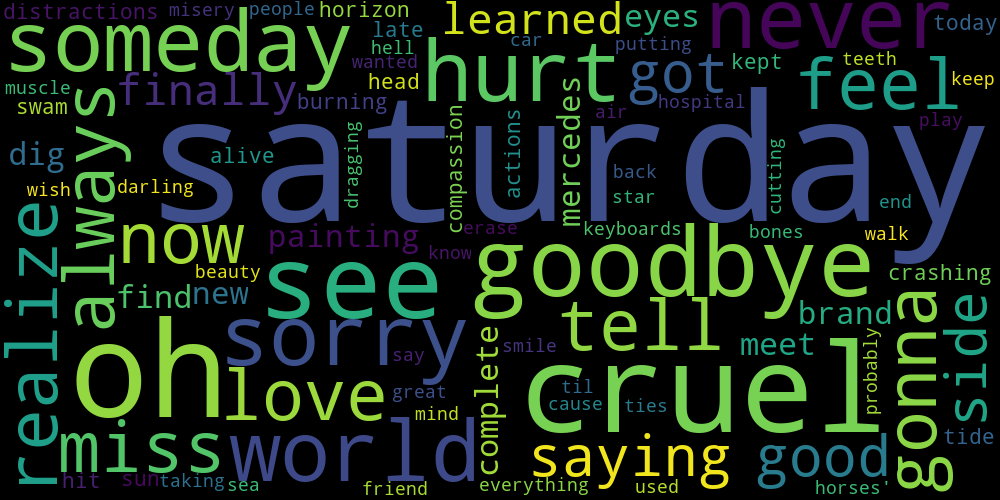 distractions misery people horizon learned eyes never today
someday late hell car putting
muscle finally wanted head hurt got kept feel teeth keep
swam burning hospital air play
always saturday
dig alive dragging compassion actions mercedes back cutting
wish darling star end
realize now painting erase know keyboards bones walk
beauty see goodbye crashing
find new brand
sorry tell gonna side
say smile meet probably
oh love great complete cruel til
mind cause ties
miss world saying good tide
hit sun taking sea friend everything used horses'